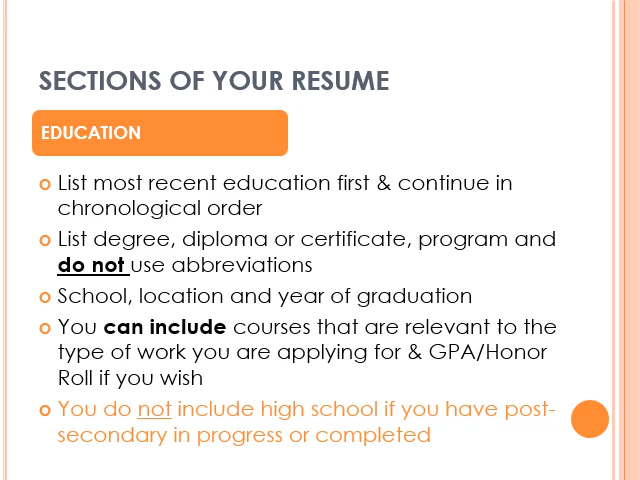 SECTIONS OF YOUR RESUME
EDUCATION
List most recent education first & continue in
chronological order
List degree, diploma or certificate, program and
do not use abbreviations
School, location and year of graduation
You can include courses that are relevant to the
type of work you are applying for & GPA/Honor
Roll if you wish
You do not include high school if you have post-
secondary in progress or completed